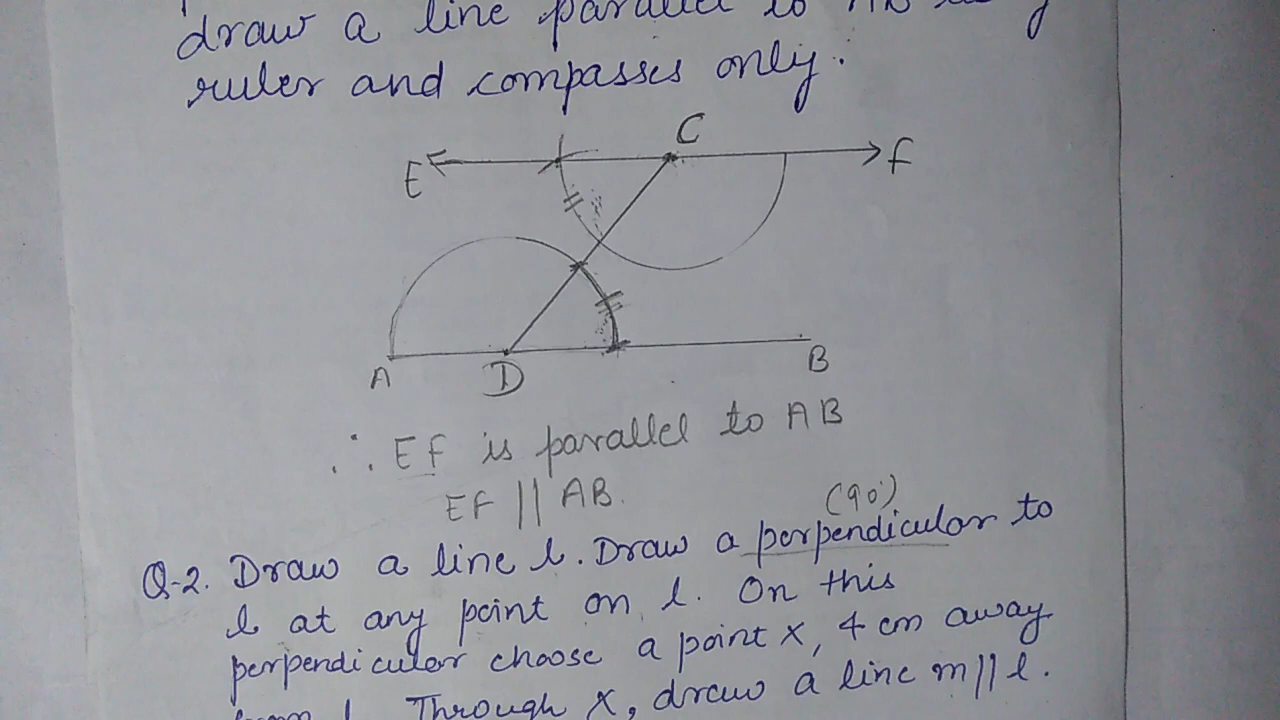 draw a line parallel to AB
ruler and compasses only.
C
E F
A D B
∴ EF is parallel to AB
EF || AB.
(90°)
Q-2. Draw a line l. Draw a perpendicular to
l at any point on l. On this
perpendicular choose a point X, 4 cm away
from l. Through X, draw a line m||l.